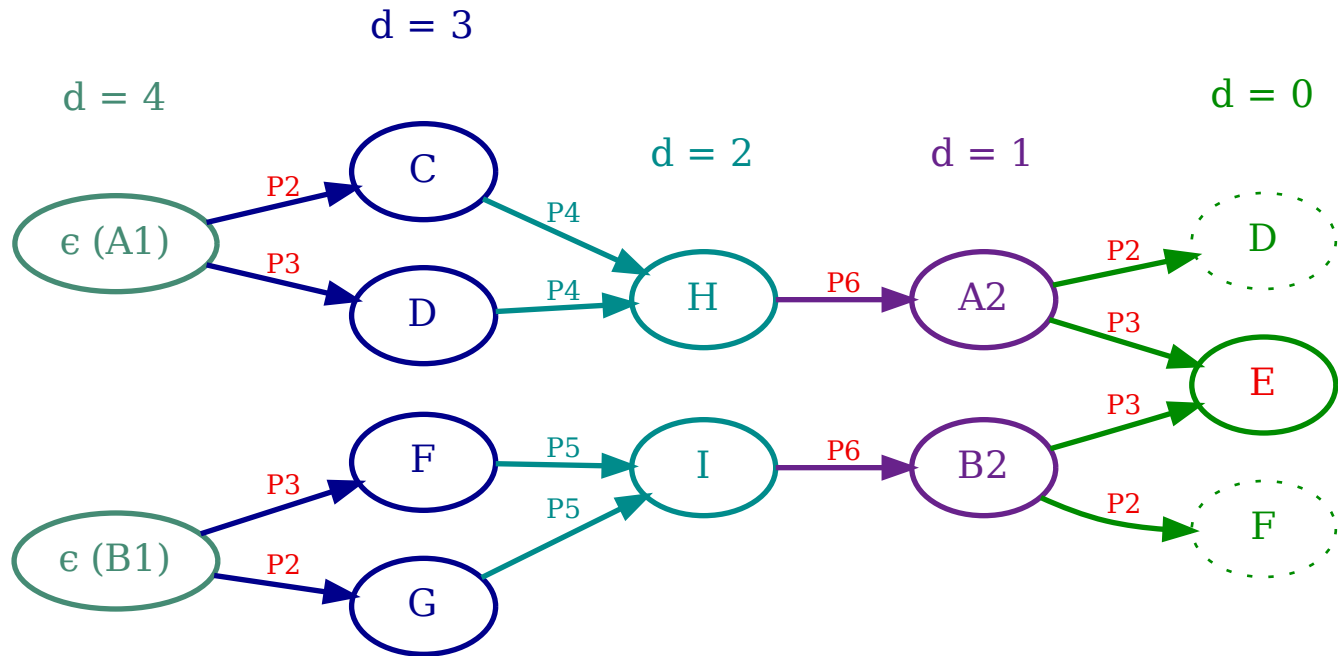 d = 3
d = 4
d = 0
d = 2
d = 1
C
P2
P4
ϵ (A1)
D
P2
P3
P4
H
P6
A2
D
P3
E
P3
F
P5
I
P6
B2
P3
P5
P2
F
ϵ (B1)
P2
G